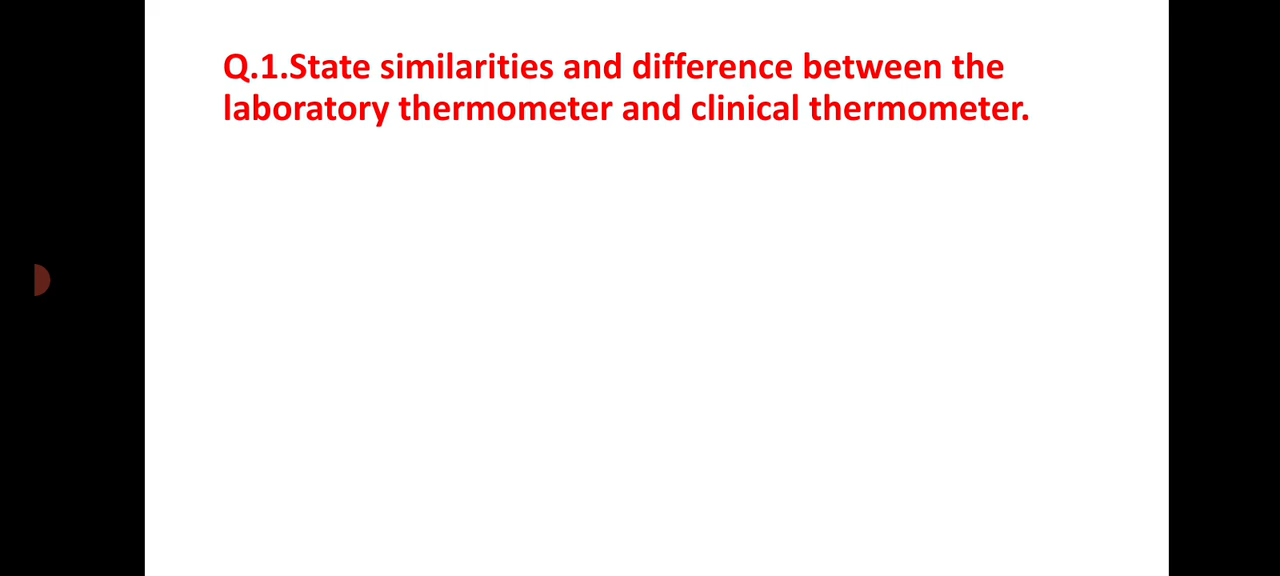 Q.1.State similarities and difference between the
laboratory thermometer and clinical thermometer.